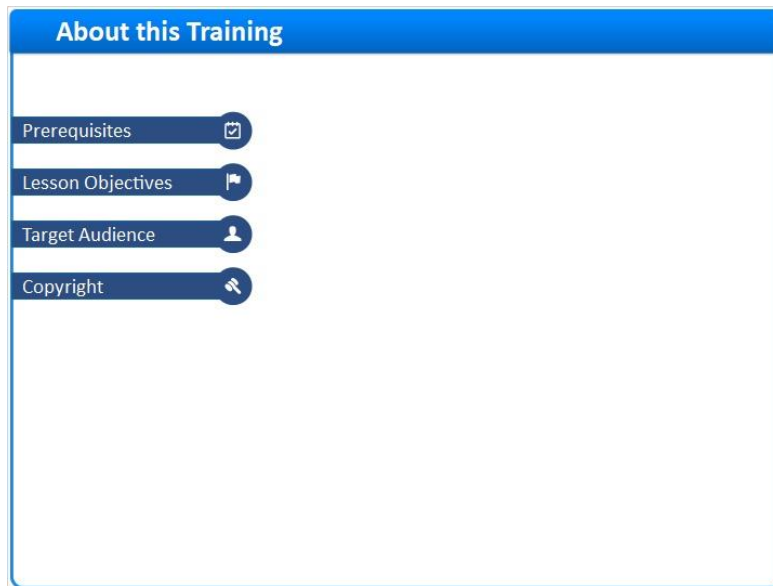 About this Training
Prerequisites
Lesson Objectives
Target Audience
Copyright